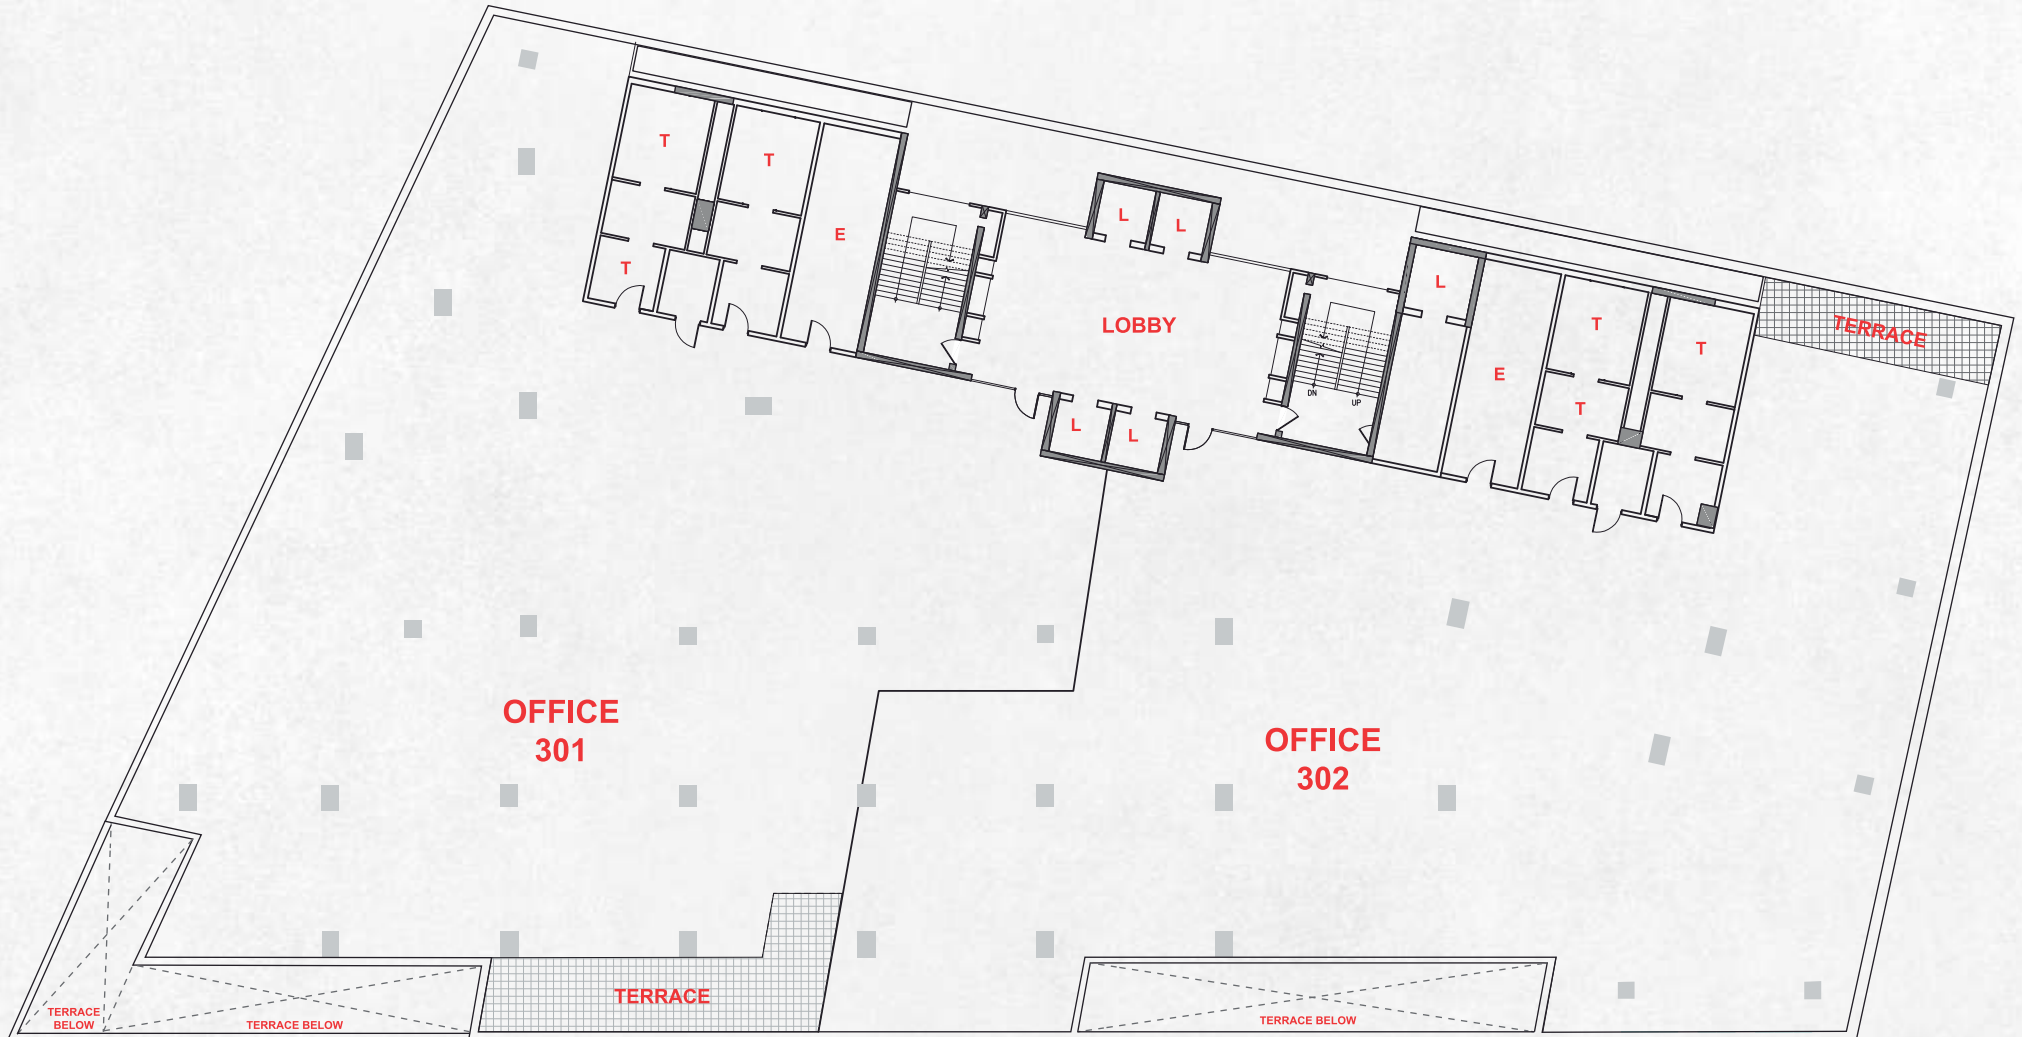 T
T
T
E
L
L
LOBBY
L
L
DN
UP
L
E
T
T
T
TERRACE
OFFICE
301
OFFICE
302
TERRACE
BELOW
TERRACE BELOW
TERRACE
TERRACE BELOW